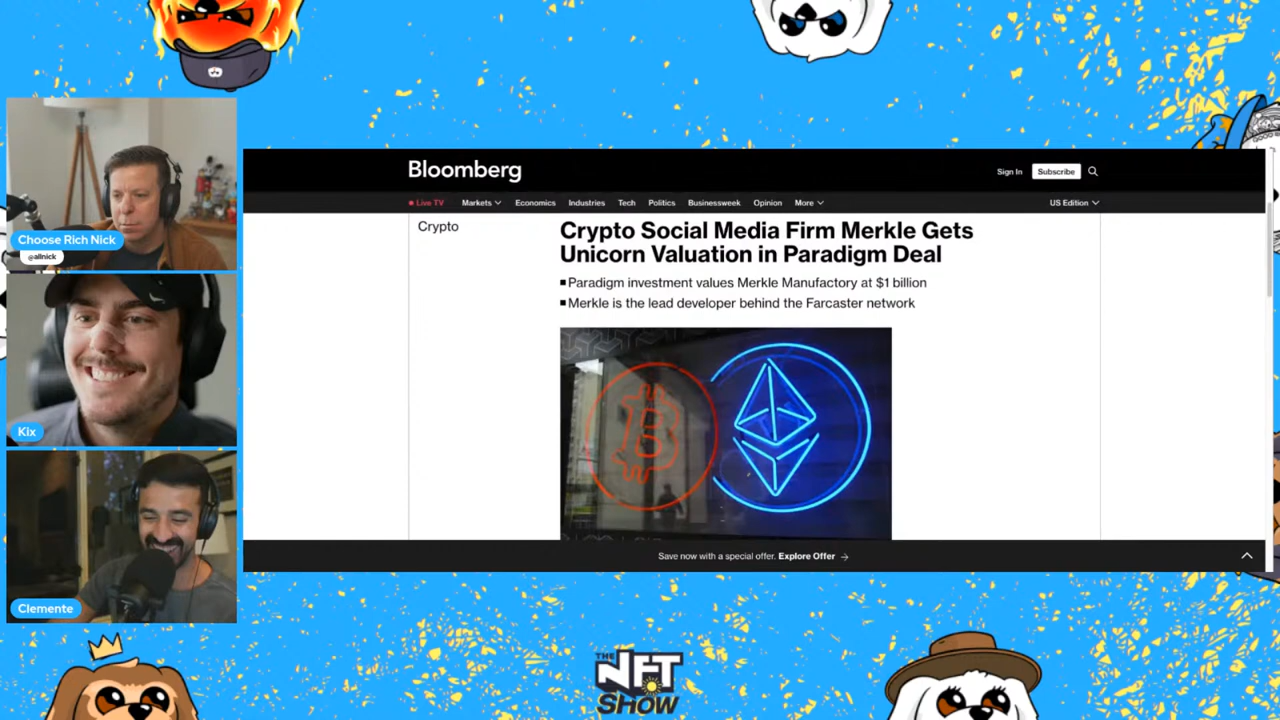 Choose Rich Nick
@allnick
Kix
Clemente
Bloomberg
Sign In
Subscribe
Live TV
Markets
Economics
Industries
Tech
Politics
Businessweek
Opinion
More
US Edition
Crypto
Crypto Social Media Firm Merkle Gets
Unicorn Valuation in Paradigm Deal
Paradigm investment values Merkle Manufactory at $1 billion
Merkle is the lead developer behind the Farcaster network
Save now with a special offer. Explore Offer
THE
NFT
SHOW